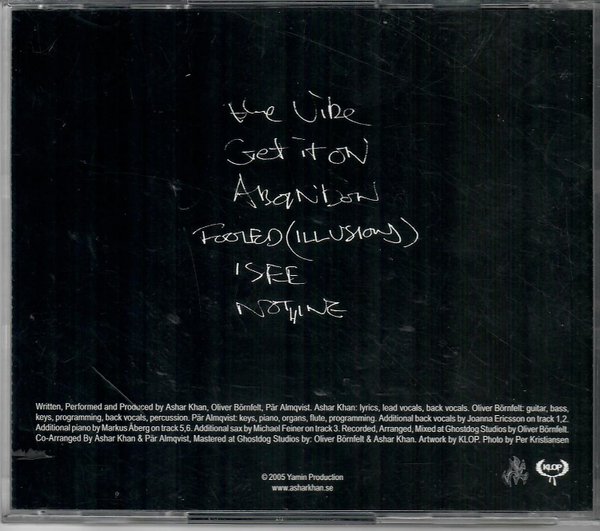 the Vibe
Get it on
Abandon
FOOLED (ILLUSIONS)
I SEE
NOTHINE
Written, Performed and Produced by Ashar Khan, Oliver Börnfelt, Pär Almqvist. Ashar Khan: lyrics, lead vocals, back vocals. Oliver Börnfelt: guitar, bass,
keys, programming, back vocals, percussion. Pär Almqvist: keys, piano, organs, flute, programming. Additional back vocals by Joanna Ericsson on track 1,2.
Additional piano by Markus Åberg on track 5,6. Additional sax by Michael Feiner on track 3. Recorded, Arranged, Mixed at Ghostdog Studios by Oliver Börnfelt.
Co-Arranged By Ashar Khan & Pär Almqvist, Mastered at Ghostdog Studios by: Oliver Börnfelt & Ashar Khan. Artwork by KLOP. Photo by Per Kristiansen
© 2005 Yamin Production
www.asharkhan.se
KLOP